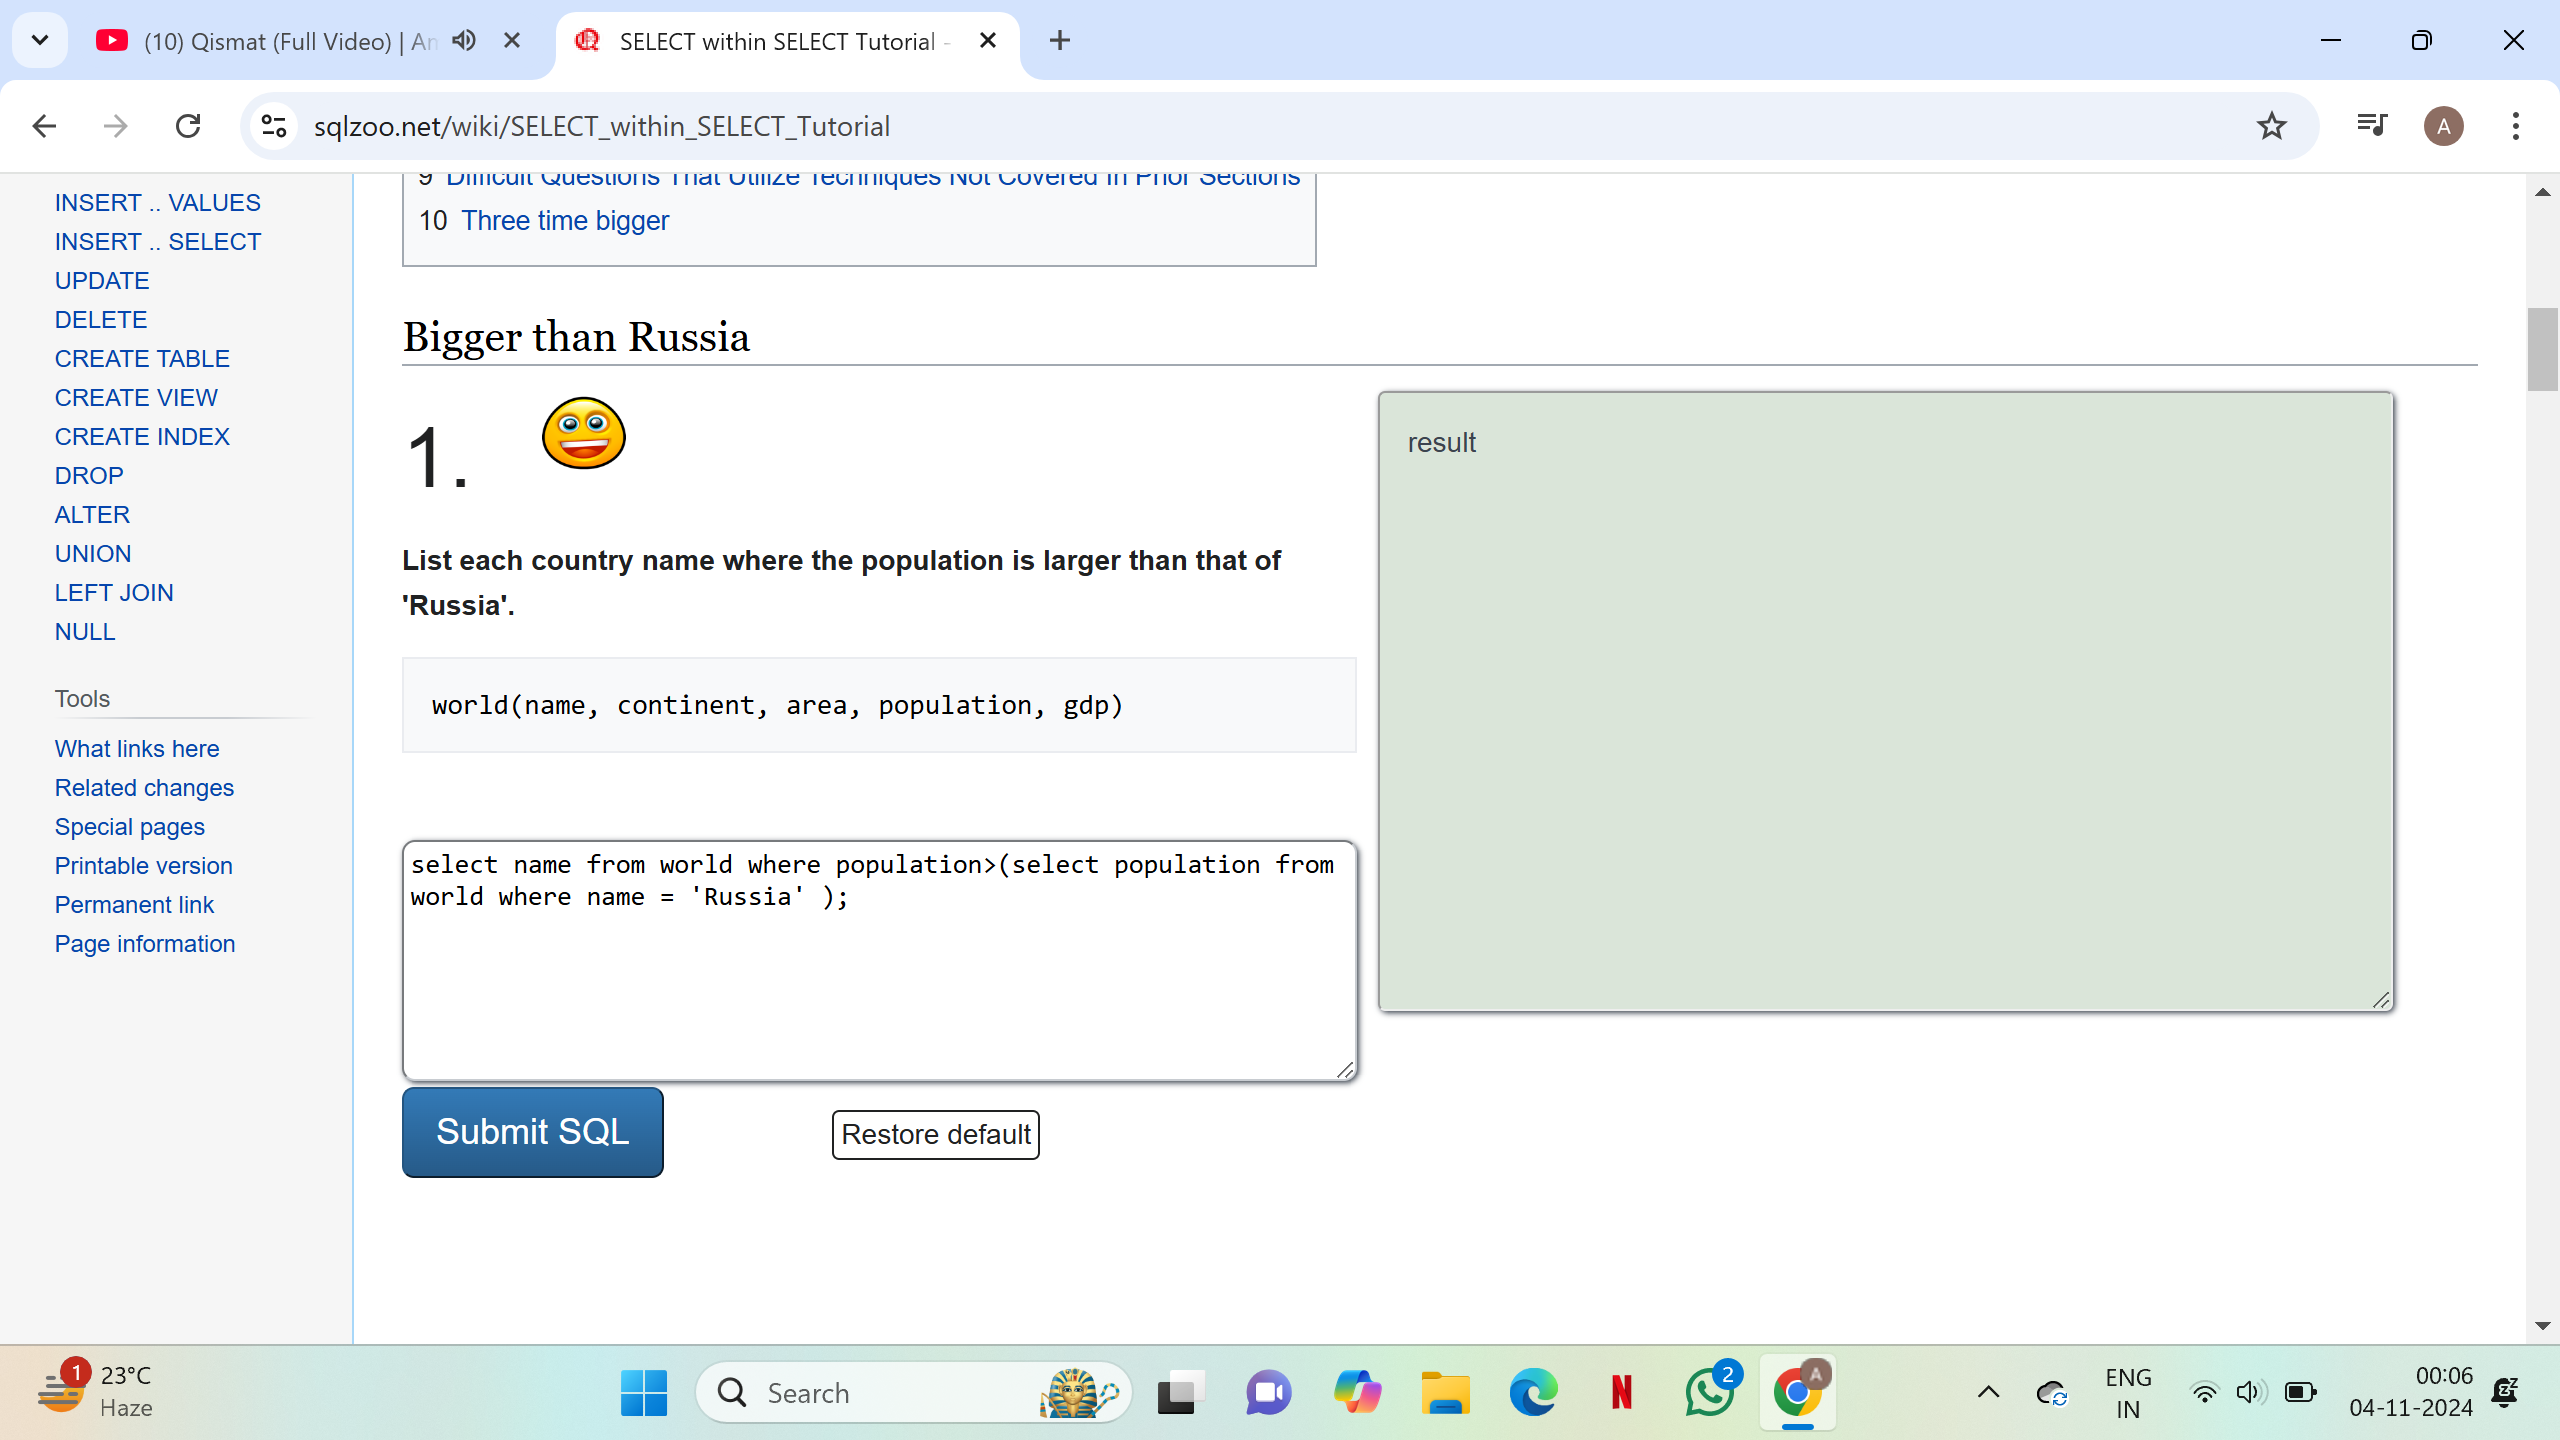 (10) Qismat (Full Video) | Am
SELECT within SELECT Tutorial -
sqlzoo.net/wiki/SELECT_within_SELECT_Tutorial
A
INSERT .. VALUES
INSERT .. SELECT
UPDATE
DELETE
CREATE TABLE
CREATE VIEW
CREATE INDEX
DROP
ALTER
UNION
LEFT JOIN
NULL
Tools
What links here
Related changes
Special pages
Printable version
Permanent link
Page information
9 Difficult Questions That Utilize Techniques Not Covered In Prior Sections
10 Three time bigger
Bigger than Russia
1.
List each country name where the population is larger than that of
'Russia'.
world(name, continent, area, population, gdp)
select name from world where population>(select population from
world where name = 'Russia' );
Submit SQL
Restore default
result
1
23°C
Haze
Search
N
2
A
ENG
IN
00:06
04-11-2024